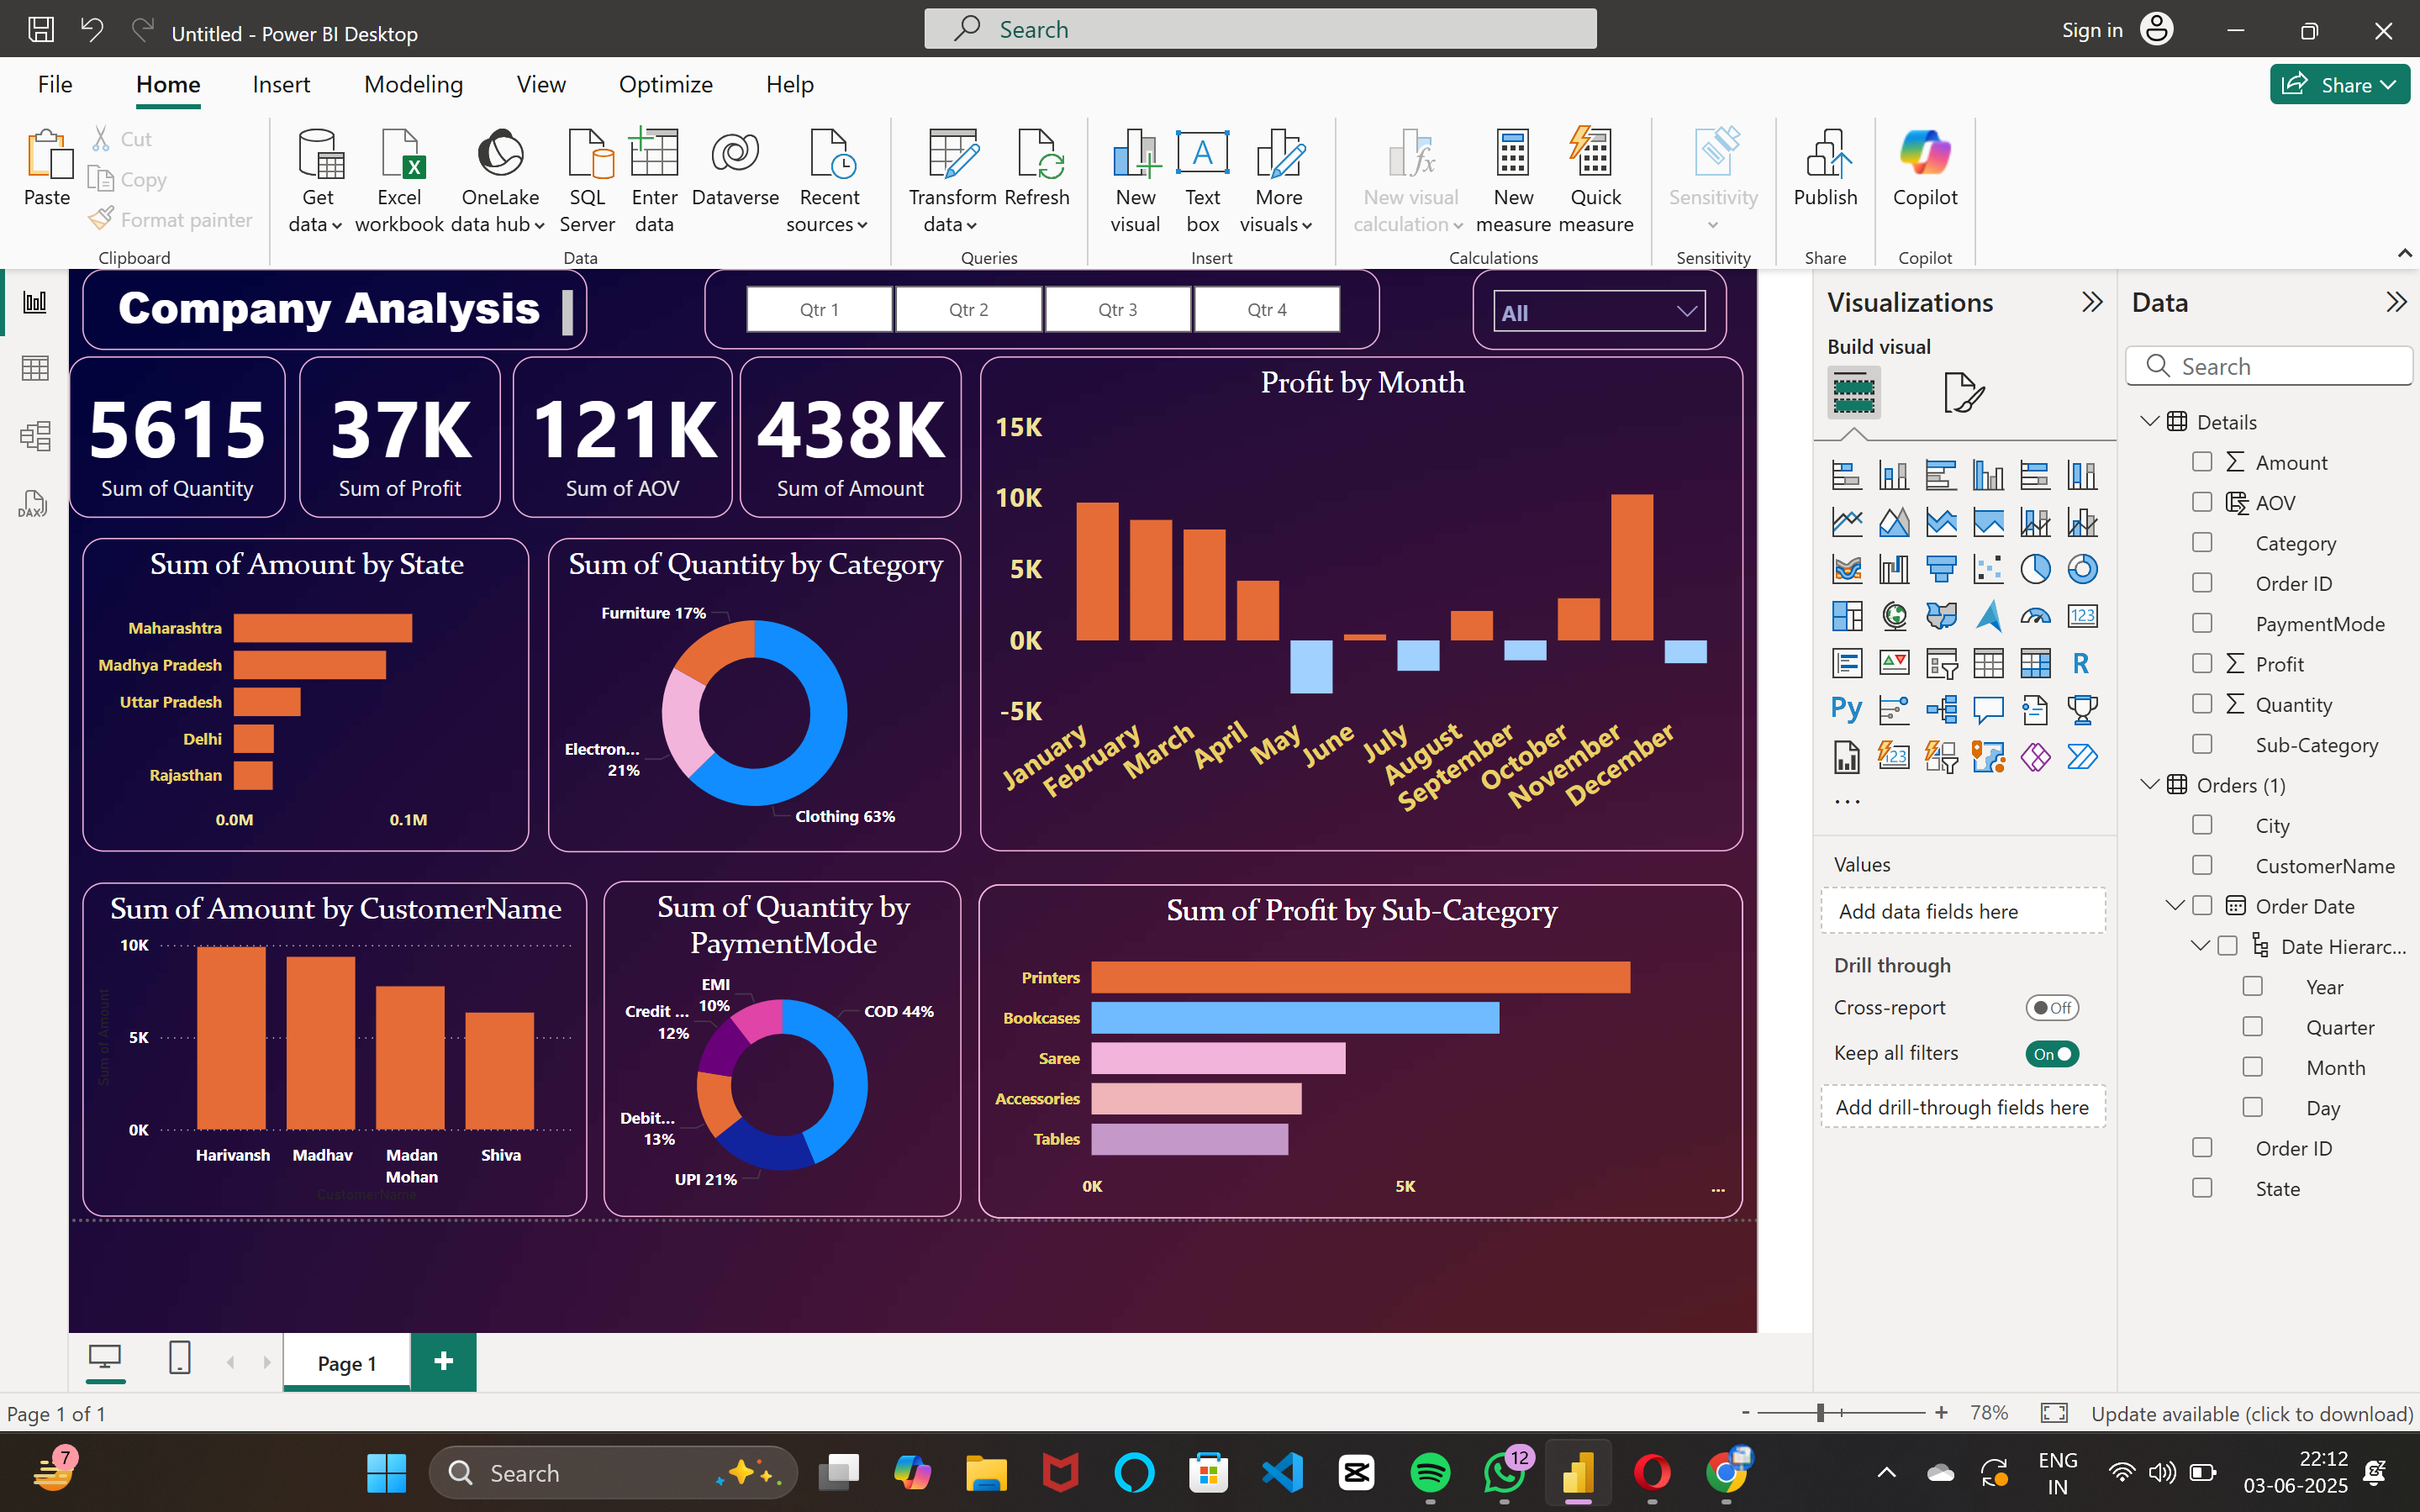 Untitled - Power BI Desktop
Search
Sign in
File
Home
Insert
Modeling
View
Optimize
Help
Share
Paste
Cut
Copy
Format painter
Clipboard
Get data
Excel workbook
OneLake data hub
SQL Server
Enter data
Dataverse
Recent sources
Data
Transform data
Refresh
Queries
New visual
Text box
More visuals
Insert
New visual calculation
New measure
Quick measure
Calculations
Sensitivity
Sensitivity
Publish
Share
Copilot
Copilot
DAX
Company Analysis
Qtr 1
Qtr 2
Qtr 3
Qtr 4
All
5615
Sum of Quantity
37K
Sum of Profit
121K
Sum of AOV
438K
Sum of Amount
Profit by Month
15K
10K
5K
0K
-5K
January
February
March
April
May
June
July
August
September
October
November
December
Sum of Amount by State
Maharashtra
Madhya Pradesh
Uttar Pradesh
Delhi
Rajasthan
0.0M
0.1M
Sum of Quantity by Category
Furniture 17%
Electron...
21%
Clothing 63%
Sum of Amount by CustomerName
Sum of Amount
10K
5K
0K
Harivansh
Madhav
Madan
Mohan
Shiva
CustomerName
Sum of Quantity by
PaymentMode
EMI
10%
Credit ...
12%
COD 44%
Debit...
13%
UPI 21%
Sum of Profit by Sub-Category
Printers
Bookcases
Saree
Accessories
Tables
0K
5K
...
Visualizations
Build visual
123
R
Py
123
...
Values
Add data fields here
Drill through
Cross-report
Off
Keep all filters
On
Add drill-through fields here
Data
Search
Details
Amount
AOV
Category
Order ID
PaymentMode
Profit
Quantity
Sub-Category
Orders (1)
City
CustomerName
Order Date
Date Hierarc...
Year
Quarter
Month
Day
Order ID
State
Page 1
+
Page 1 of 1
- + 78%
Update available (click to download)
7
Search
12
ENG
IN
22:12
03-06-2025